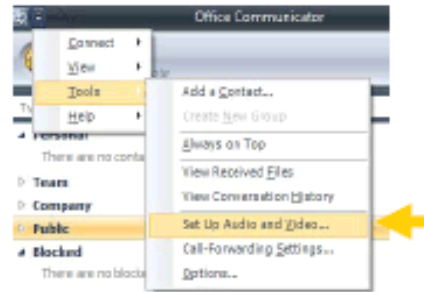 Office Communicator
Connect
View
Tools
Help
Add a Contact...
Create New Group
Always on Top
View Received Files
View Conversation History
Set Up Audio and Video...
Call-Forwarding Settings...
Options...
Personal
There are no conta
Team
Company
Public
Blocked
There are no blocke